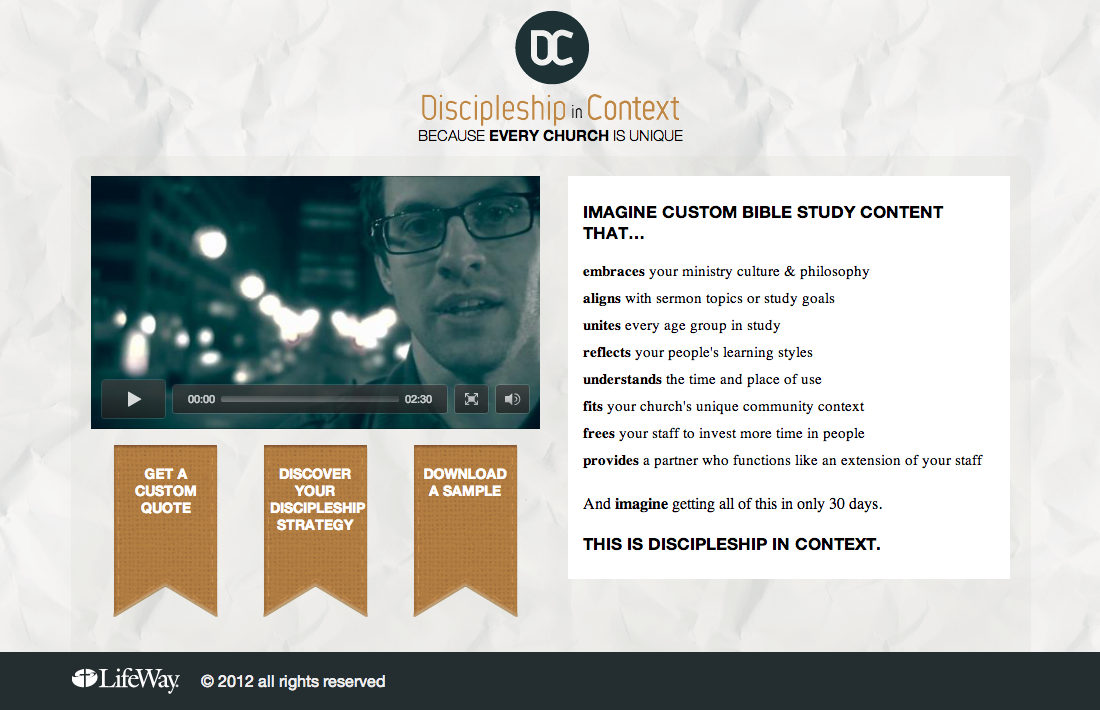 DC
Discipleship in Context
BECAUSE EVERY CHURCH IS UNIQUE
00:00
02:30
GET A
CUSTOM
QUOTE
DISCOVER
YOUR
DISCIPLESHIP
STRATEGY
DOWNLOAD
A SAMPLE
IMAGINE CUSTOM BIBLE STUDY CONTENT
THAT...
embraces your ministry culture & philosophy
aligns with sermon topics or study goals
unites every age group in study
reflects your people's learning styles
understands the time and place of use
fits your church's unique community context
frees your staff to invest more time in people
provides a partner who functions like an extension of your staff
And imagine getting all of this in only 30 days.
THIS IS DISCIPLESHIP IN CONTEXT.
LifeWay © 2012 all rights reserved